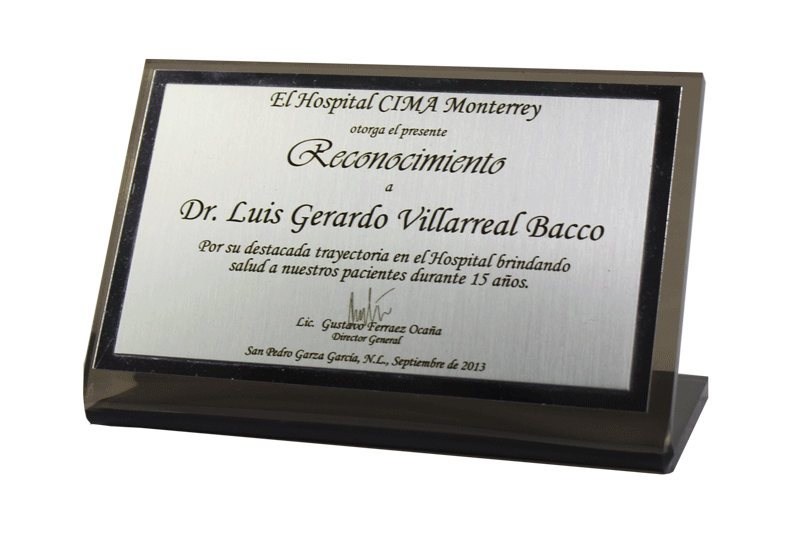 El Hospital CIMA Monterrey
otorga el presente
Reconocimiento
a
Dr. Luis Gerardo Villarreal Bacco
Por su destacada trayectoria en el Hospital brindando
salud a nuestros pacientes durante 15 años.
Lic. Gustavo Ferraez Ocaña
Director General
San Pedro Garza García, N.L., Septiembre de 2013